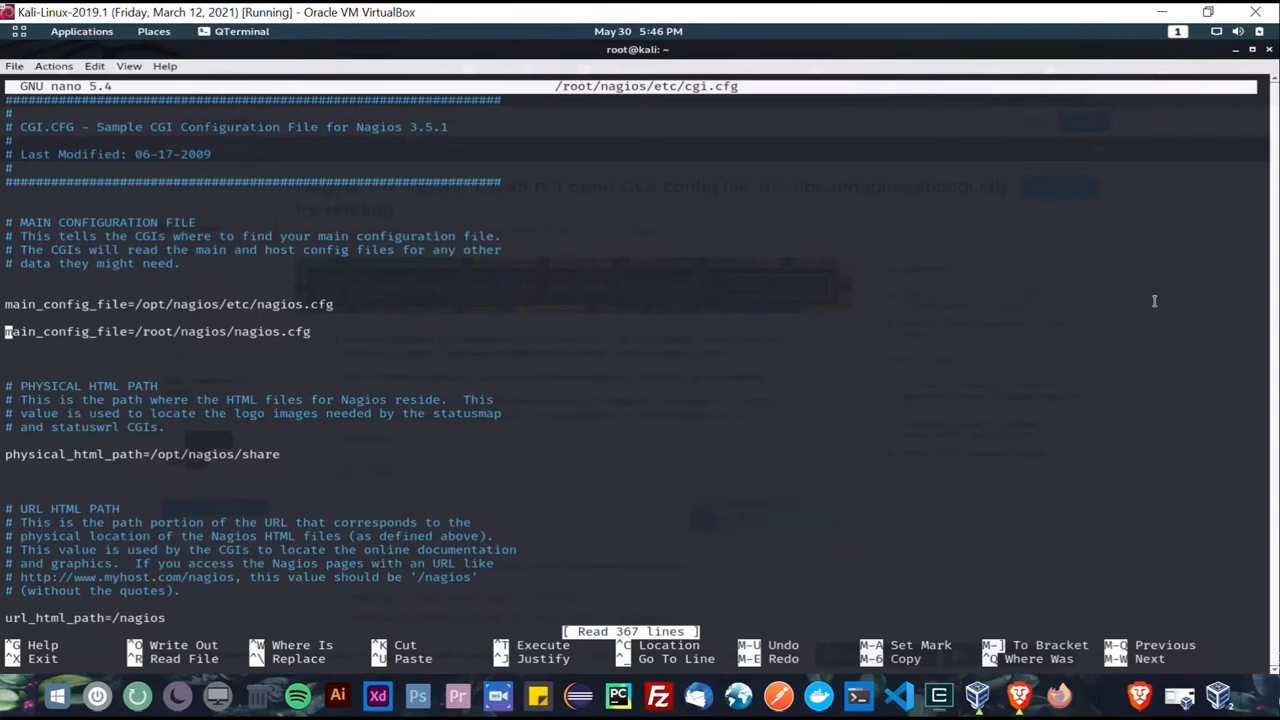 Kali-Linux-2019.1 (Friday, March 12, 2021) [Running] - Oracle VM VirtualBox
Applications Places QTerminal May 30 5:46 PM 1
root@kali: ~
File Actions Edit View Help
GNU nano 5.4 /root/nagios/etc/cgi.cfg
#################################################################
#
# CGI.CFG - Sample CGI Configuration File for Nagios 3.5.1
#
# Last Modified: 06-17-2009
#
#################################################################
# MAIN CONFIGURATION FILE
# This tells the CGIs where to find your main configuration file.
# The CGIs will read the main and host config files for any other
# data they might need.
main_config_file=/opt/nagios/etc/nagios.cfg
main_config_file=/root/nagios/nagios.cfg
# PHYSICAL HTML PATH
# This is the path where the HTML files for Nagios reside.  This
# value is used to locate the logo images needed by the statusmap
# and statuswrl CGIs.
physical_html_path=/opt/nagios/share
# URL HTML PATH
# This is the path portion of the URL that corresponds to the
# physical location of the Nagios HTML files (as defined above).
# This value is used by the CGIs to locate the online documentation
# and graphics.  If you access the Nagios pages with an URL like
# http://www.myhost.com/nagios, this value should be '/nagios'
# (without the quotes).
url_html_path=/nagios
[ Read 367 lines ]
^G Help ^O Write Out ^W Where Is ^K Cut ^T Execute ^C Location M-U Undo M-A Set Mark M-] To Bracket M-Q Previous
^X Exit ^R Read File ^\ Replace ^U Paste ^J Justify ^_ Go To Line M-E Redo M-6 Copy ^Q Where Was M-W Next
Ai Xd Ps Pr PC FZ E 2